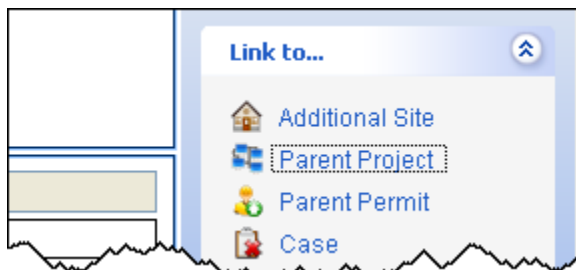 Link to...
Additional Site
Parent Project
Parent Permit
Case